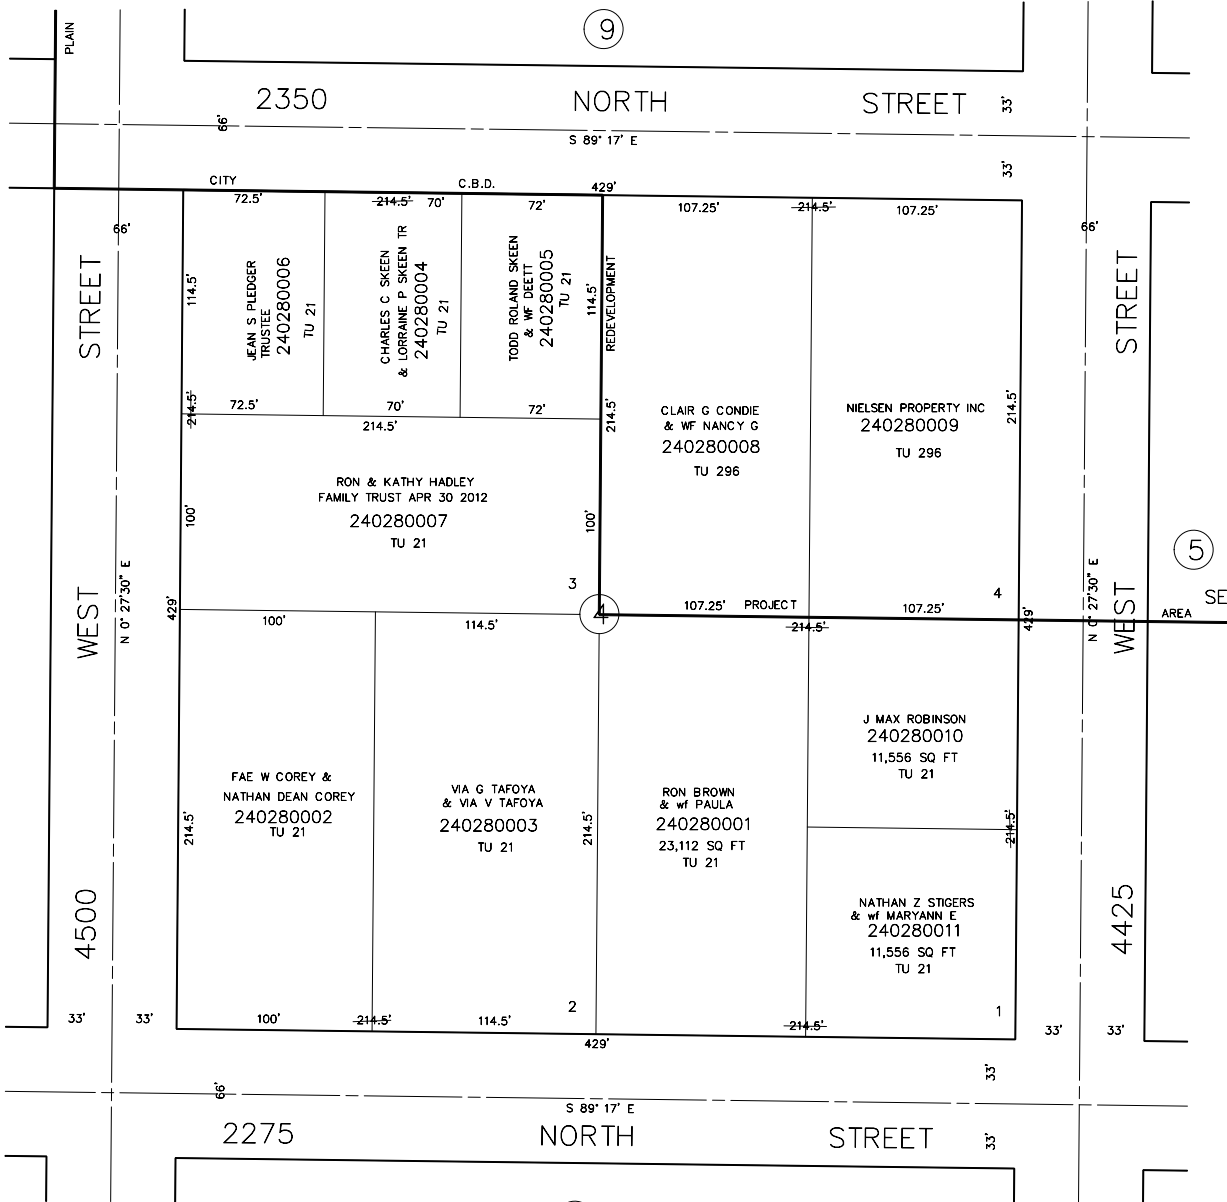 9
PLAIN
2350 NORTH STREET
33'
66'
S 89° 17' E
33'
CITY
C.B.D.
429'
72.5'
214.5'
70'
72'
107.25'
214.5'
107.25'
66'
66'
STREET
STREET
114.5'
JEAN S PLEDGER
TRUSTEE
240280006
TU 21
CHARLES C SKEEN
& LORRAINE P SKEEN TR
240280004
TU 21
TODD ROLAND SKEEN
& WF DEETT
240280005
TU 21
114.5'
REDEVELOPMENT
214.5'
72.5'
70'
72'
214.5'
214.5'
214.5'
CLAIR G CONDIE
& WF NANCY G
240280008
TU 296
NIELSEN PROPERTY INC
240280009
TU 296
RON & KATHY HADLEY
FAMILY TRUST APR 30 2012
240280007
TU 21
100'
100'
5
SE
3
4
4
WEST
N 0° 27'30" E
429'
107.25'
PROJECT
107.25'
214.5'
429'
N 0° 27'30" E
WEST
AREA
100'
114.5'
J MAX ROBINSON
240280010
11,556 SQ FT
TU 21
FAE W COREY &
NATHAN DEAN COREY
240280002
TU 21
214.5'
VIA G TAFOYA
& VIA V TAFOYA
240280003
TU 21
214.5'
RON BROWN
& wf PAULA
240280001
23,112 SQ FT
TU 21
214.5'
NATHAN Z STIGERS
& wf MARYANN E
240280011
11,556 SQ FT
TU 21
4500
4425
2
1
33'
33'
100'
214.5'
114.5'
214.5'
33'
33'
429'
33'
66'
S 89° 17' E
2275 NORTH STREET
33'